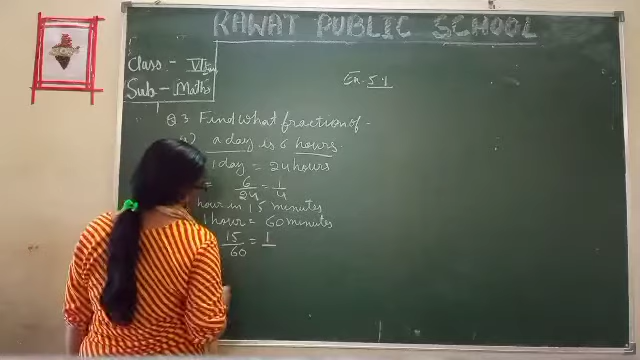 RAWAT PUBLIC SCHOOL
Class - VI
Sub - Maths
Ex. 5.1
Q 3 Find what fraction of -
a day is 6 hours.
1 day = 24 hours
= 6/24 = 1/4
hour is 15 minutes
1 hour = 60 minutes
15/60 = 1